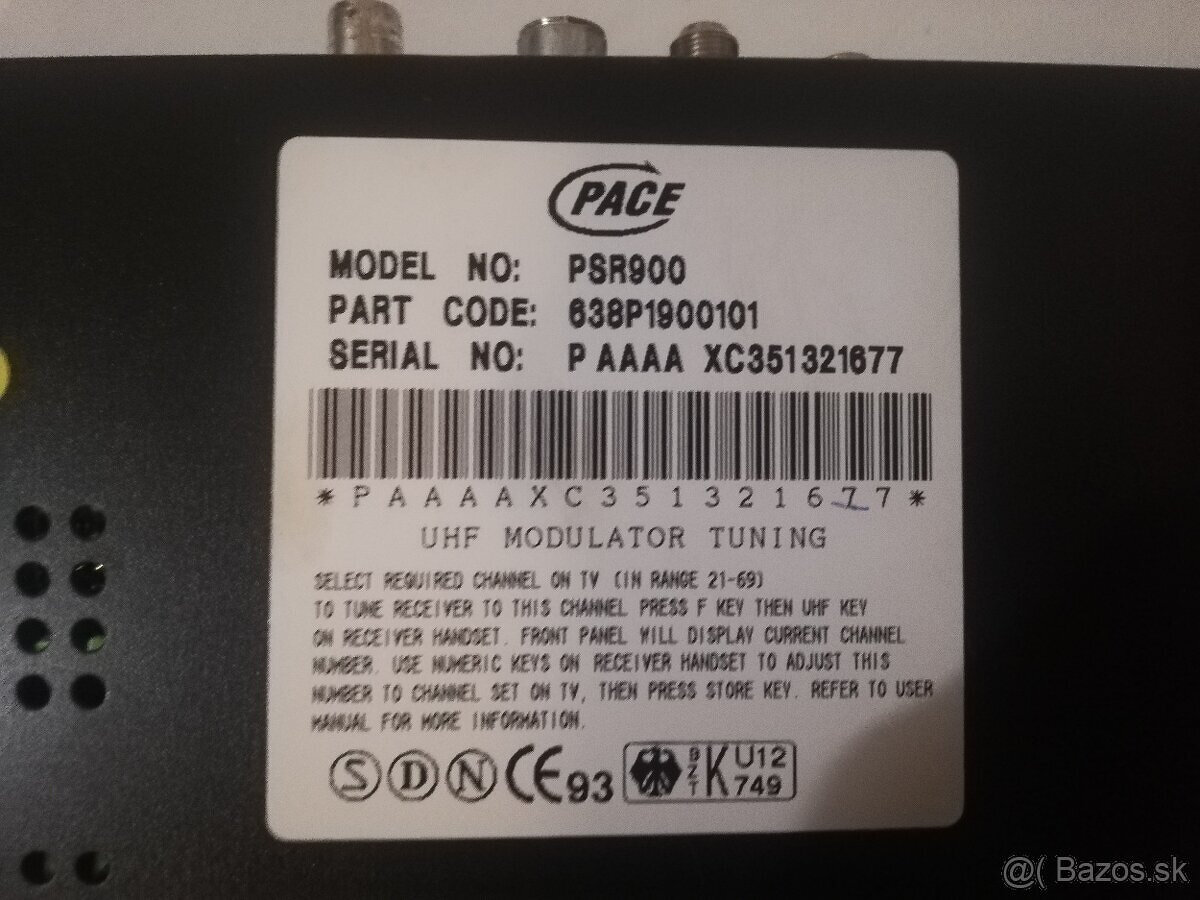 PACE
MODEL NO: PSR900
PART CODE: 638P1900101
SERIAL NO: P AAAA XC351321677
*PAAAAXC351321677*
UHF MODULATOR TUNING
SELECT REQUIRED CHANNEL ON TV (IN RANGE 21-69)
TO TUNE RECEIVER TO THIS CHANNEL PRESS F KEY THEN UHF KEY
ON RECEIVER HANDSET. FRONT PANEL WILL DISPLAY CURRENT CHANNEL
NUMBER. USE NUMERIC KEYS ON RECEIVER HANDSET TO ADJUST THIS
NUMBER TO CHANNEL SET ON TV, THEN PRESS STORE KEY. REFER TO USER
MANUAL FOR MORE INFORMATION.
S D N CE93 BZT K U12 749
@( Bazos.sk